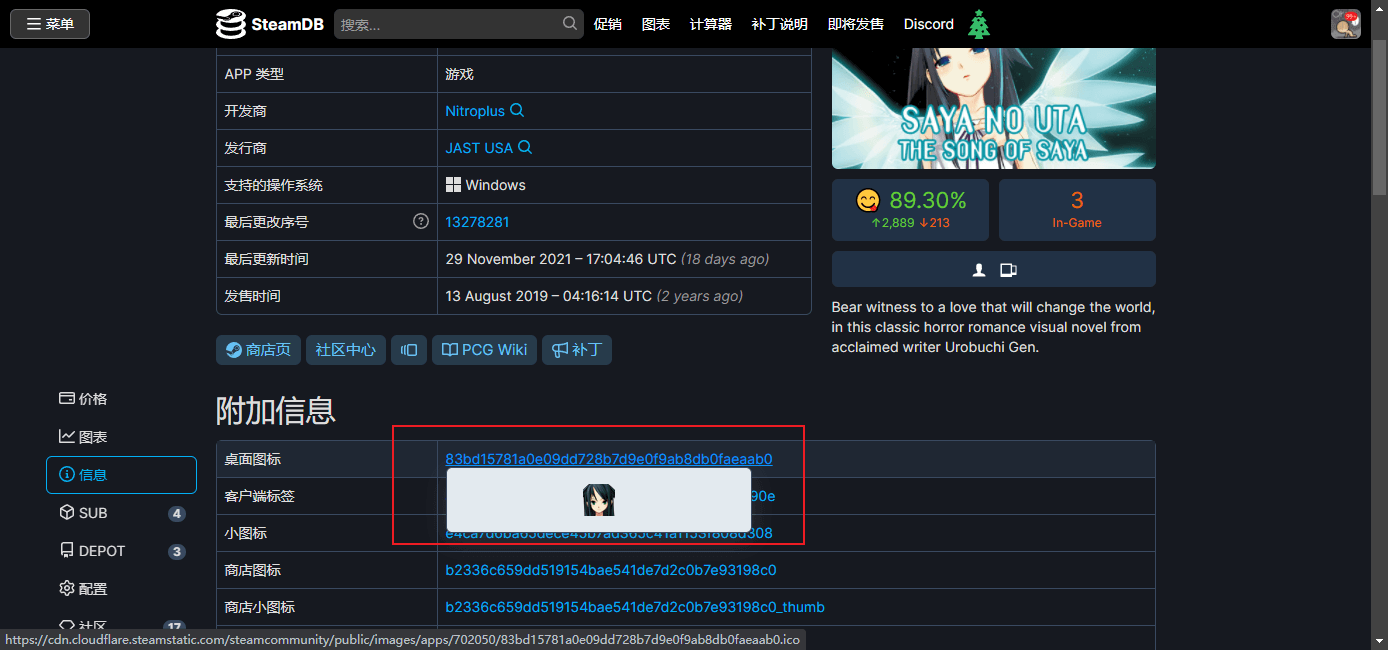 菜单
SteamDB
搜索...
促销
图表
计算器
补丁说明
即将发售
Discord
APP 类型
游戏
开发商
Nitroplus
发行商
JAST USA
支持的操作系统
Windows
最后更改序号
13278281
最后更新时间
29 November 2021 – 17:04:46 UTC (18 days ago)
发售时间
13 August 2019 – 04:16:14 UTC (2 years ago)
SAYA NO UTA
THE SONG OF SAYA
89.30%
↑2,889 ↓213
3
In-Game
Bear witness to a love that will change the world,
in this classic horror romance visual novel from
acclaimed writer Urobuchi Gen.
商店页
社区中心
PCG Wiki
补丁
价格
图表
信息
SUB 4
DEPOT 3
配置
社区 17
附加信息
桌面图标
83bd15781a0e09dd728b7d9e0f9ab8db0faeaab0
客户端标签
90e
小图标
商店图标
b2336c659dd519154bae541de7d2c0b7e93198c0
商店小图标
b2336c659dd519154bae541de7d2c0b7e93198c0_thumb
https://cdn.cloudflare.steamstatic.com/steamcommunity/public/images/apps/702050/83bd15781a0e09dd728b7d9e0f9ab8db0faeaab0.ico